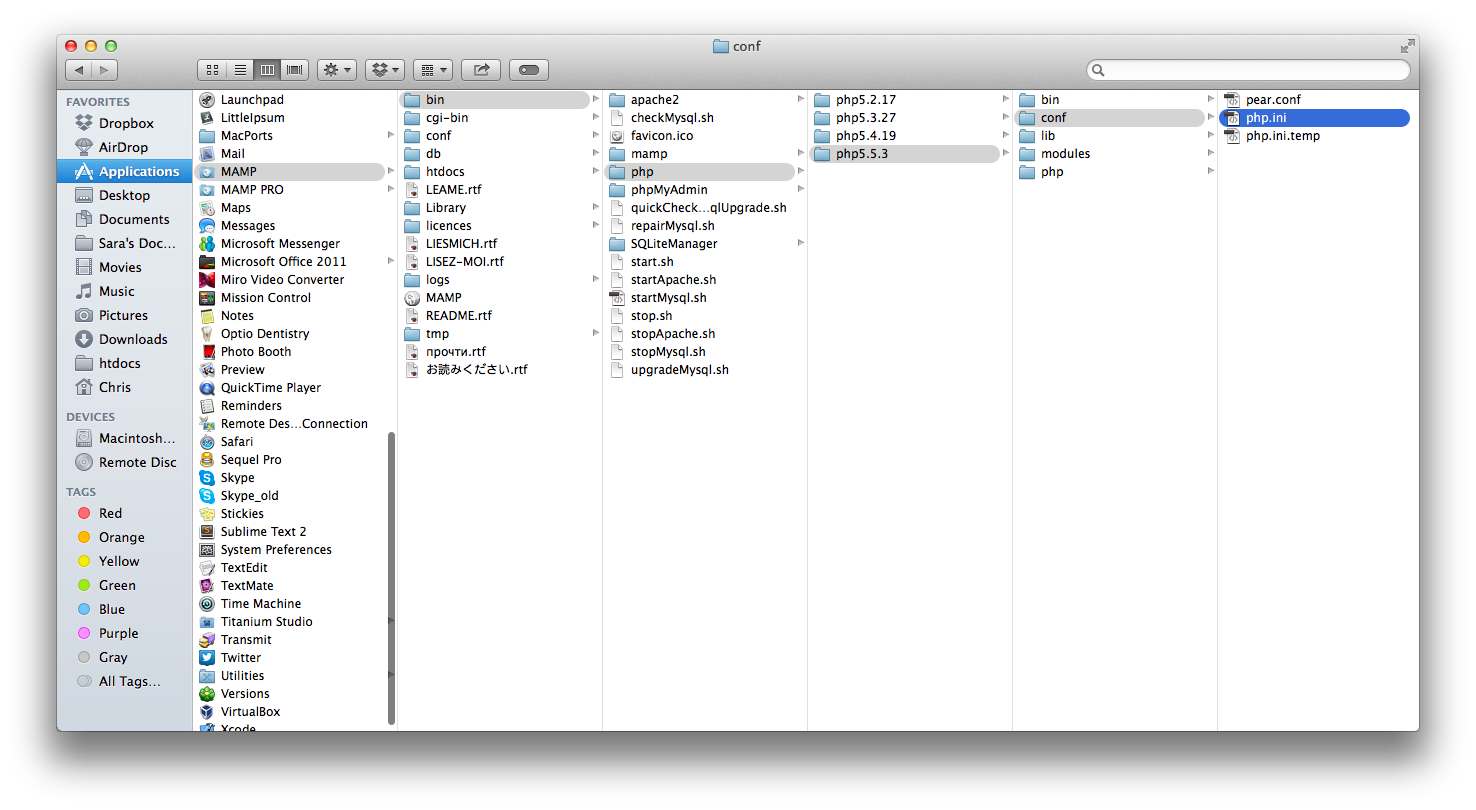 conf
FAVORITES
Dropbox
AirDrop
Applications
Desktop
Documents
Sara's Doc...
Movies
Music
Pictures
Downloads
htdocs
Chris
DEVICES
Macintosh...
Remote Disc
TAGS
Red
Orange
Yellow
Green
Blue
Purple
Gray
All Tags...
Launchpad
LittleIpsum
MacPorts
Mail
MAMP
MAMP PRO
Maps
Messages
Microsoft Messenger
Microsoft Office 2011
Miro Video Converter
Mission Control
Notes
Optio Dentistry
Photo Booth
Preview
QuickTime Player
Reminders
Remote Des...Connection
Safari
Sequel Pro
Skype
Skype_old
Stickies
Sublime Text 2
System Preferences
TextEdit
TextMate
Time Machine
Titanium Studio
Transmit
Twitter
Utilities
Versions
VirtualBox
Xcode
bin
cgi-bin
conf
db
htdocs
LEAME.rtf
Library
licences
LIESMICH.rtf
LISEZ-MOI.rtf
logs
MAMP
README.rtf
tmp
прочти.rtf
お読みください.rtf
apache2
checkMysql.sh
favicon.ico
mamp
php
phpMyAdmin
quickCheck...qlUpgrade.sh
repairMysql.sh
SQLiteManager
start.sh
startApache.sh
startMysql.sh
stop.sh
stopApache.sh
stopMysql.sh
upgradeMysql.sh
php5.2.17
php5.3.27
php5.4.19
php5.5.3
bin
conf
lib
modules
php
pear.conf
php.ini
php.ini.temp